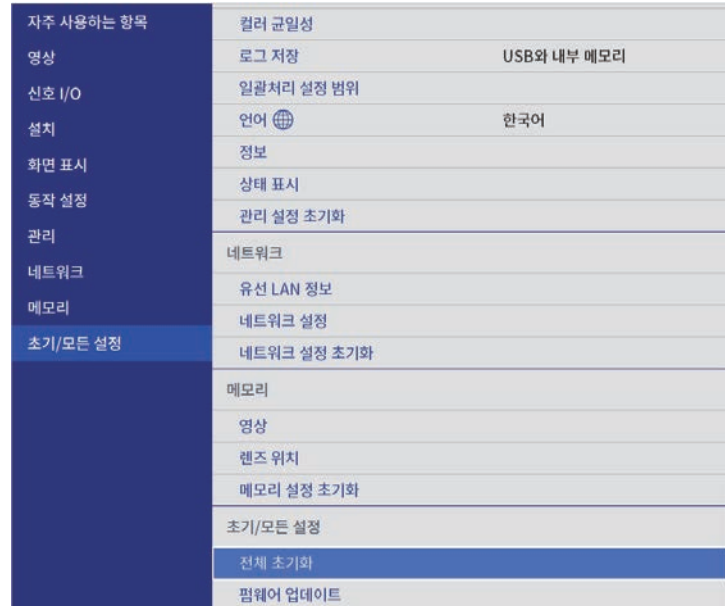 자주 사용하는 항목
영상
신호 I/O
설치
화면 표시
동작 설정
관리
네트워크
메모리
초기/모든 설정
컬러 균일성
로그 저장 USB와 내부 메모리
일괄처리 설정 범위
언어 한국어
정보
상태 표시
관리 설정 초기화
네트워크
유선 LAN 정보
네트워크 설정
네트워크 설정 초기화
메모리
영상
렌즈 위치
메모리 설정 초기화
초기/모든 설정
전체 초기화
펌웨어 업데이트